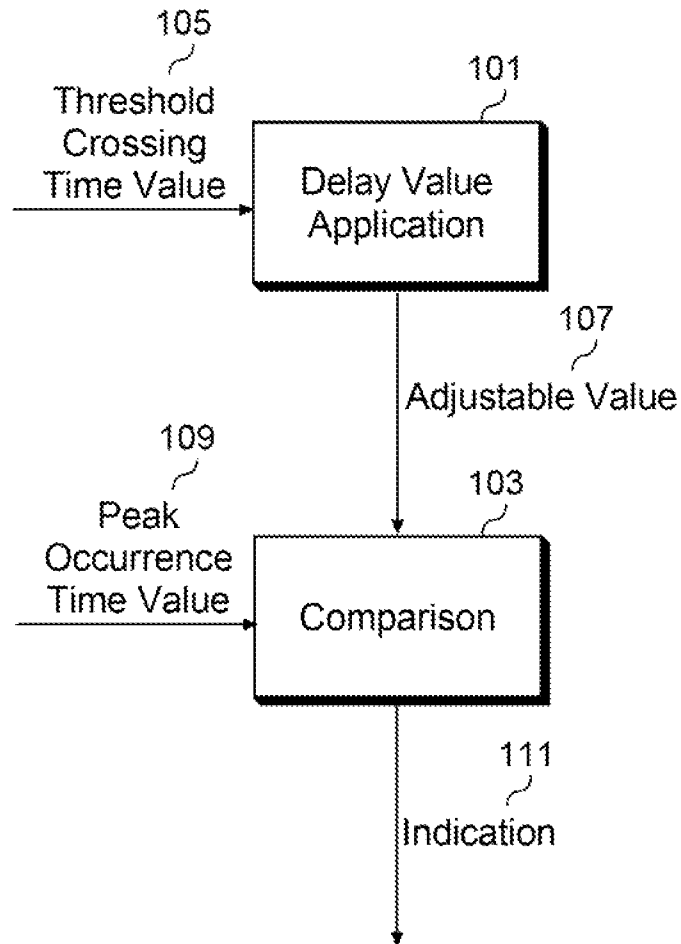 105
Threshold
Crossing
Time Value
101
Delay Value
Application
107
Adjustable Value
109
Peak
Occurrence
Time Value
103
Comparison
111
Indication